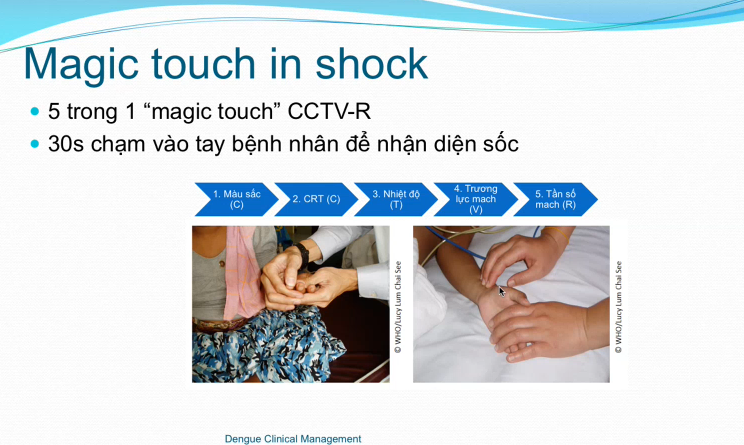 Magic touch in shock
5 trong 1 “magic touch” CCTV-R
30s chạm vào tay bệnh nhân để nhận diện sốc
1. Màu sắc
(C)
2. CRT (C)
3. Nhiệt độ
(T)
4. Trương
lực mach
(V)
5. Tần số
mach (R)
© WHO/Lucy Lum Chai See
© WHO/Lucy Lum Chai See
Dengue Clinical Management